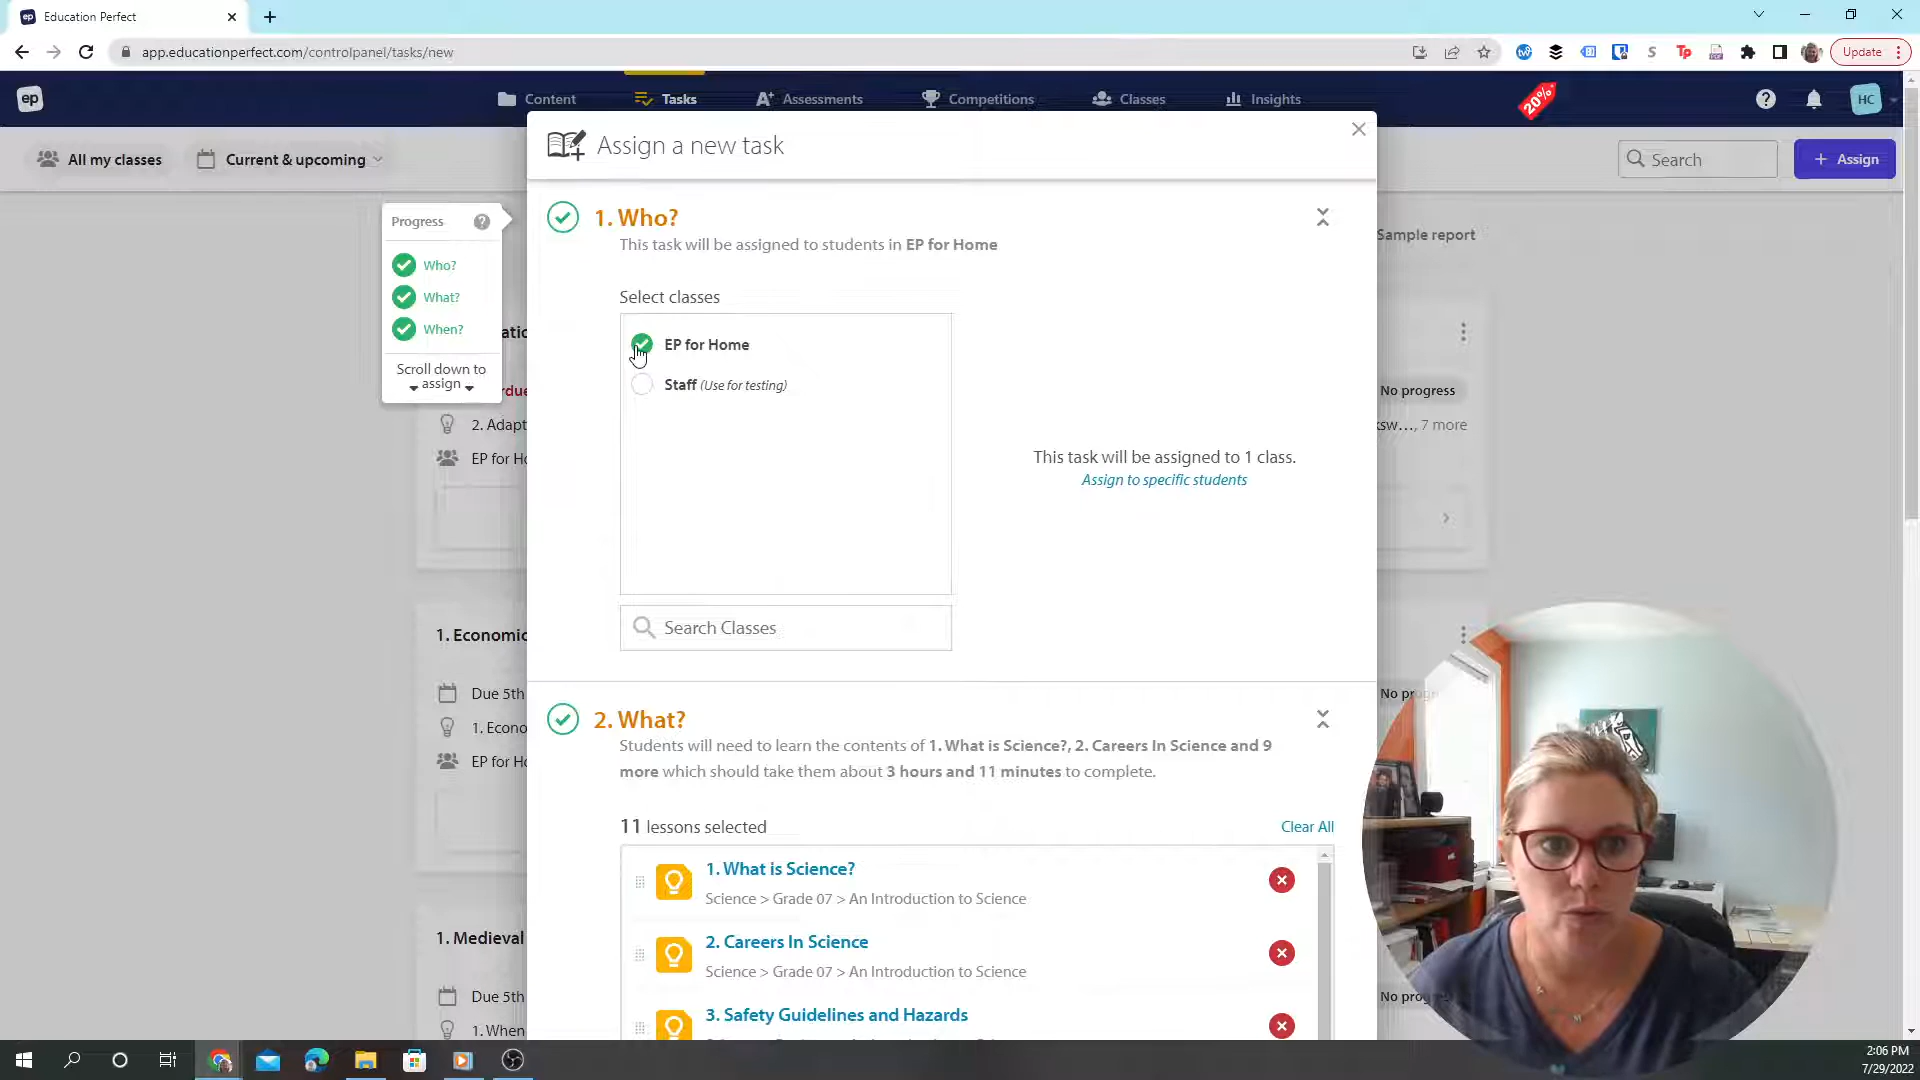 ep Education Perfect
app.educationperfect.com/controlpanel/tasks/new
Update
ep
Content
Tasks
Assessments
Competitions
Classes
Insights
20%
HC
All my classes
Current & upcoming
Search
+ Assign
Assign a new task
Progress
Who?
What?
When?
Scroll down to
assign
1. Who?
This task will be assigned to students in EP for Home
Select classes
EP for Home
Staff (Use for testing)
Search Classes
This task will be assigned to 1 class.
Assign to specific students
Sample report
No progress
7 more
2. Adapt
EP for Ho
1. Economic
Due 5th
1. Econo
EP for Ho
No progr
2. What?
Students will need to learn the contents of 1. What is Science?, 2. Careers In Science and 9
more which should take them about 3 hours and 11 minutes to complete.
11 lessons selected
Clear All
1. What is Science?
Science > Grade 07 > An Introduction to Science
2. Careers In Science
Science > Grade 07 > An Introduction to Science
3. Safety Guidelines and Hazards
1. Medieval
Due 5th
1. When
No prog
2:06 PM
7/29/2022